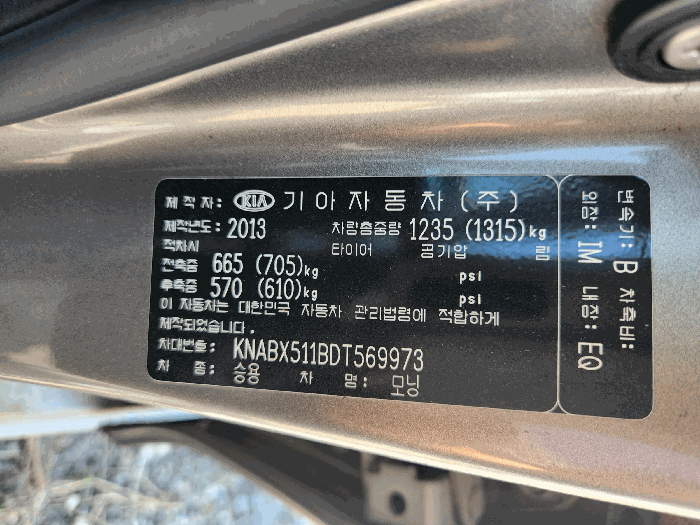 제 작 자: KIA 기 아 자 동 차 ( 주 )
제작년도: 2013 차량총중량 1235 (1315)kg
적차시 타이어 공기압 림
전축중 665 (705)kg psi
후축중 570 (610)kg psi
이 자동차는 대한민국 자동차 관리법령에 적합하게
제작되었습니다.
차대번호: KNABX511BDT569973
차 종: 승용 차 명: 모닝
변속기: B 차축비:
외장: IM 내장: EQ